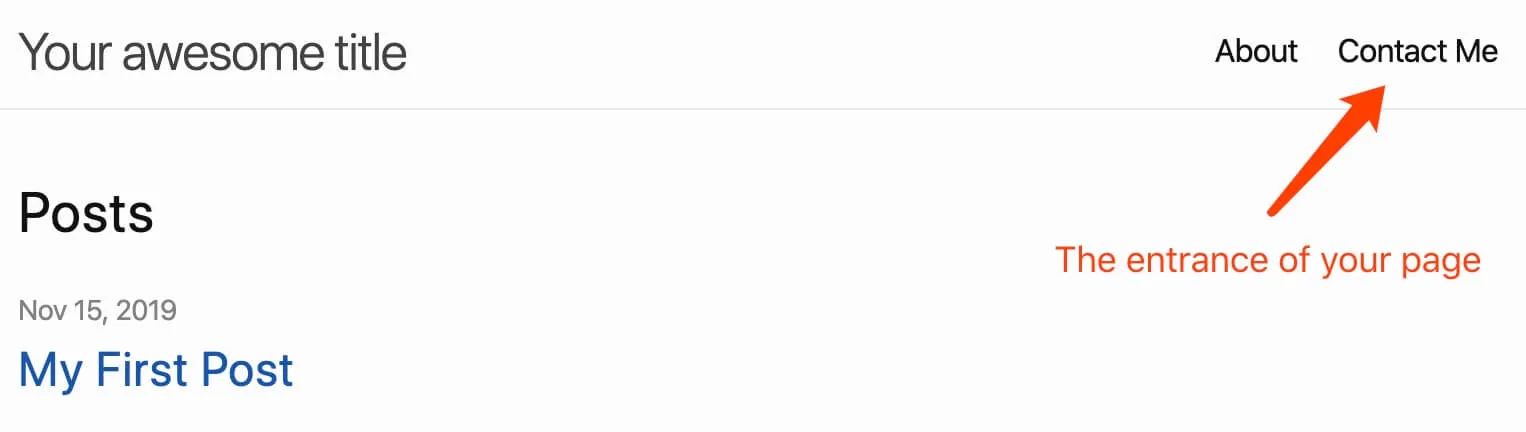 Your awesome title
About
Contact Me
Posts
The entrance of your page
Nov 15, 2019
My First Post